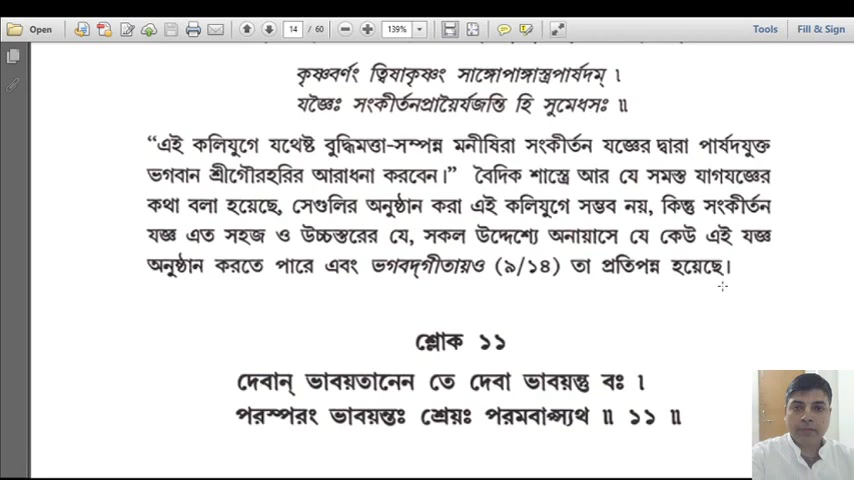 Open
14 / 60
139%
Tools
Fill & Sign
কৃষ্ণবর্ণং ত্বিষাকৃষ্ণং সাঙ্গোপাঙ্গাস্ত্রপার্ষদম্ ।
যজ্ঞৈঃ সংকীর্তনপ্রায়ৈর্যজন্তি হি সুমেধসঃ ॥
“এই কলিযুগে যথেষ্ট বুদ্ধিমত্তা-সম্পন্ন মনীষিরা সংকীর্তন যজ্ঞের দ্বারা পার্ষদযুক্ত
ভগবান শ্রীগৌরহরির আরাধনা করবেন।” বৈদিক শাস্ত্রে আর যে সমস্ত যাগযজ্ঞের
কথা বলা হয়েছে, সেগুলির অনুষ্ঠান করা এই কলিযুগে সম্ভব নয়, কিন্তু সংকীর্তন
যজ্ঞ এত সহজ ও উচ্চস্তরের যে, সকল উদ্দেশ্যে অনায়াসে যে কেউ এই যজ্ঞ
অনুষ্ঠান করতে পারে এবং ভগবদ্‌গীতায়ও (৯/১৪) তা প্রতিপন্ন হয়েছে।
শ্লোক ১১
দেবান্ ভাবয়তানেন তে দেবা ভাবয়ন্তু বঃ ।
পরস্পরং ভাবয়ন্তঃ শ্রেয়ঃ পরমবাপ্স্যথ ॥ ১১ ॥